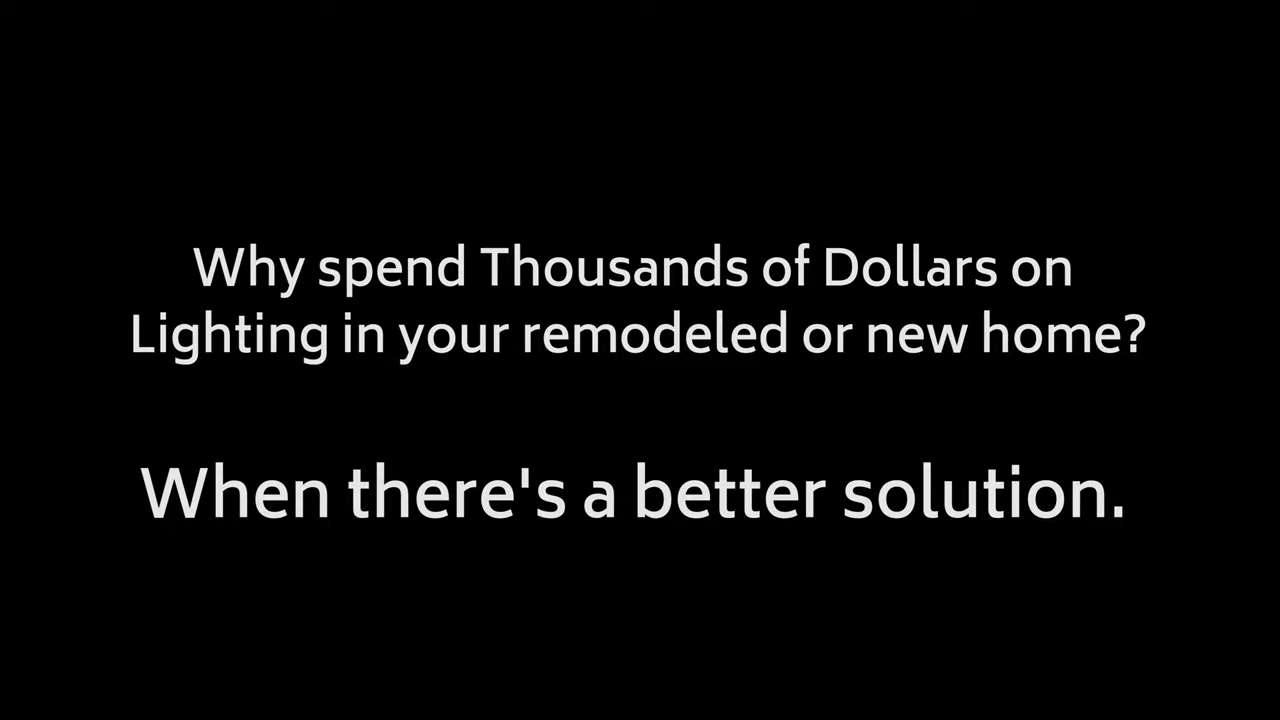 Why spend Thousands of Dollars on
Lighting in your remodeled or new home?
When there's a better solution.